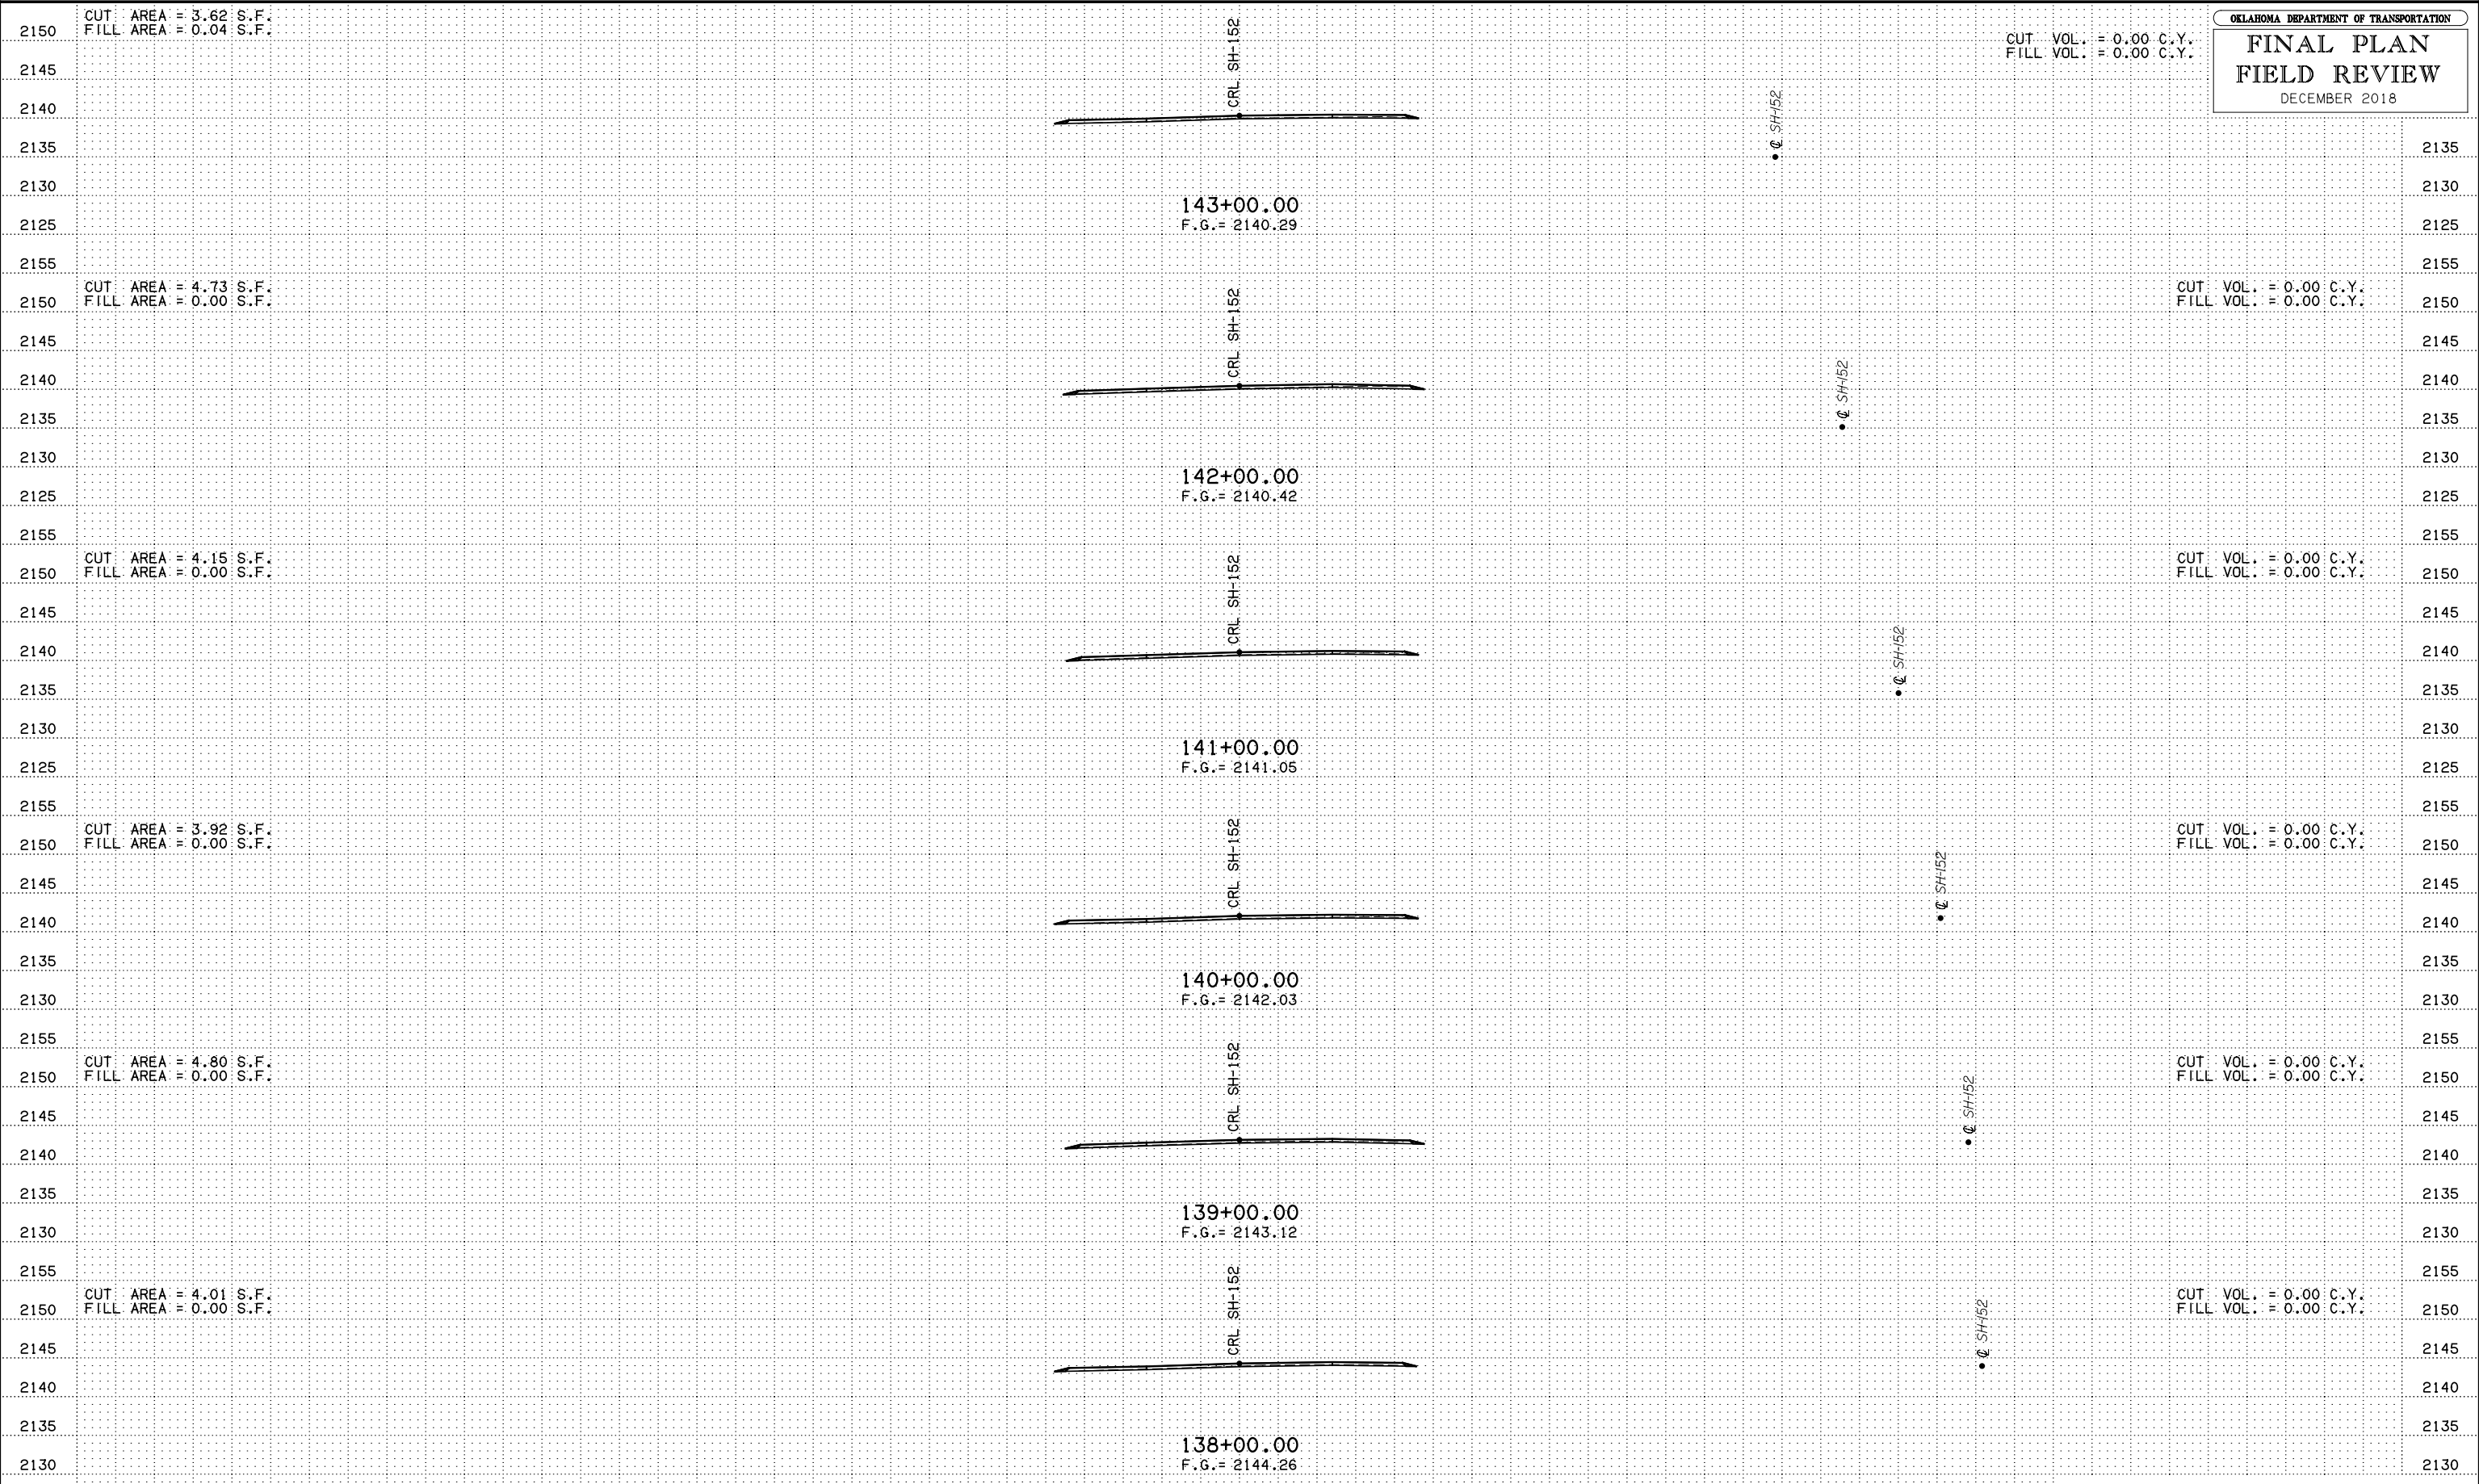 OKLAHOMA DEPARTMENT OF TRANSPORTATION
FINAL PLAN
FIELD REVIEW
DECEMBER 2018
CUT AREA = 3.62 S.F.
FILL AREA = 0.04 S.F.
CUT VOL. = 0.00 C.Y.
FILL VOL. = 0.00 C.Y.
CRL SH-152
℄ SH-152
2150
2145
2140
2135 2135
2130 2130
2125 2125
143+00.00
F.G.= 2140.29
CUT AREA = 4.73 S.F.
FILL AREA = 0.00 S.F.
CUT VOL. = 0.00 C.Y.
FILL VOL. = 0.00 C.Y.
CRL SH-152
℄ SH-152
2155 2155
2150 2150
2145 2145
2140 2140
2135 2135
2130 2130
2125 2125
142+00.00
F.G.= 2140.42
CUT AREA = 4.15 S.F.
FILL AREA = 0.00 S.F.
CUT VOL. = 0.00 C.Y.
FILL VOL. = 0.00 C.Y.
CRL SH-152
℄ SH-152
2155 2155
2150 2150
2145 2145
2140 2140
2135 2135
2130 2130
2125 2125
141+00.00
F.G.= 2141.05
CUT AREA = 3.92 S.F.
FILL AREA = 0.00 S.F.
CUT VOL. = 0.00 C.Y.
FILL VOL. = 0.00 C.Y.
CRL SH-152
℄ SH-152
2155 2155
2150 2150
2145 2145
2140 2140
2135 2135
2130 2130
140+00.00
F.G.= 2142.03
CUT AREA = 4.80 S.F.
FILL AREA = 0.00 S.F.
CUT VOL. = 0.00 C.Y.
FILL VOL. = 0.00 C.Y.
CRL SH-152
℄ SH-152
2155 2155
2150 2150
2145 2145
2140 2140
2135 2135
2130 2130
139+00.00
F.G.= 2143.12
CUT AREA = 4.01 S.F.
FILL AREA = 0.00 S.F.
CUT VOL. = 0.00 C.Y.
FILL VOL. = 0.00 C.Y.
CRL SH-152
℄ SH-152
2155 2155
2150 2150
2145 2145
2140 2140
2135 2135
2130 2130
138+00.00
F.G.= 2144.26